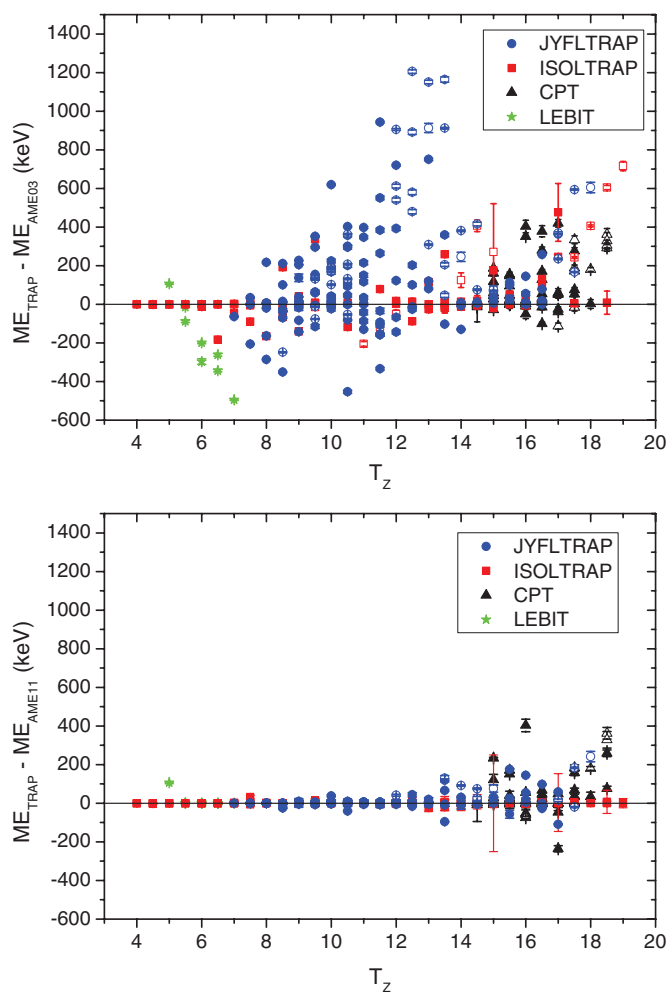 1400
1200
1000
800
600
400
200
0
-200
-400
-600
ME_TRAP - ME_AME03 (keV)
JYFLTRAP
ISOLTRAP
CPT
LEBIT
4 6 8 10 12 14 16 18 20
T_Z
1400
1200
1000
800
600
400
200
0
-200
-400
-600
ME_TRAP - ME_AME11 (keV)
JYFLTRAP
ISOLTRAP
CPT
LEBIT
4 6 8 10 12 14 16 18 20
T_Z